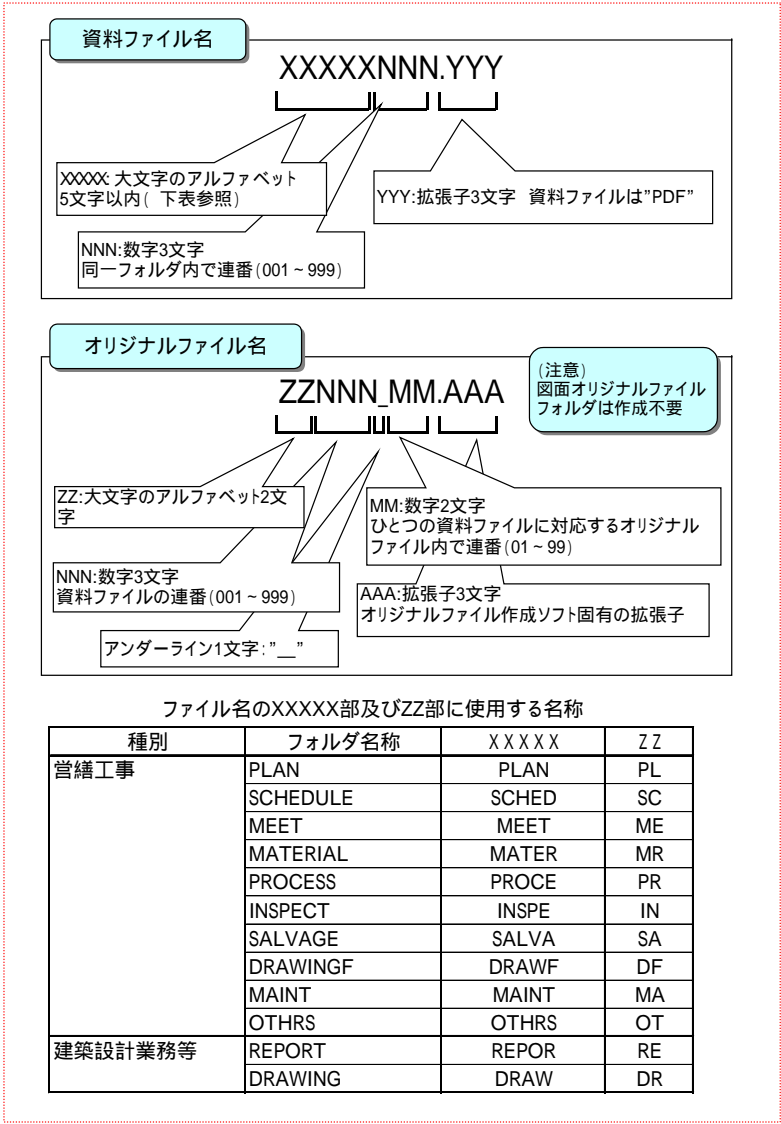 資料ファイル名
XXXXXNNN.YYY
XXXXX:大文字のアルファベット
5文字以内( 下表参照)
YYY:拡張子3文字 資料ファイルは"PDF"
NNN:数字3文字
同一フォルダ内で連番(001~999)
オリジナルファイル名
(注意)
図面オリジナルファイル
フォルダは作成不要
ZZNNN_MM.AAA
ZZ:大文字のアルファベット2文
字
MM:数字2文字
ひとつの資料ファイルに対応するオリジナル
ファイル内で連番(01~99)
NNN:数字3文字
資料ファイルの連番(001~999)
AAA:拡張子3文字
オリジナルファイル作成ソフト固有の拡張子
アンダーライン1文字:"__"
ファイル名のXXXXX部及びZZ部に使用する名称
種別 フォルダ名称 XXXXX ZZ
営繕工事 PLAN PLAN PL
SCHEDULE SCHED SC
MEET MEET ME
MATERIAL MATER MR
PROCESS PROCE PR
INSPECT INSPE IN
SALVAGE SALVA SA
DRAWINGF DRAWF DF
MAINT MAINT MA
OTHRS OTHRS OT
建築設計業務等 REPORT REPOR RE
DRAWING DRAW DR